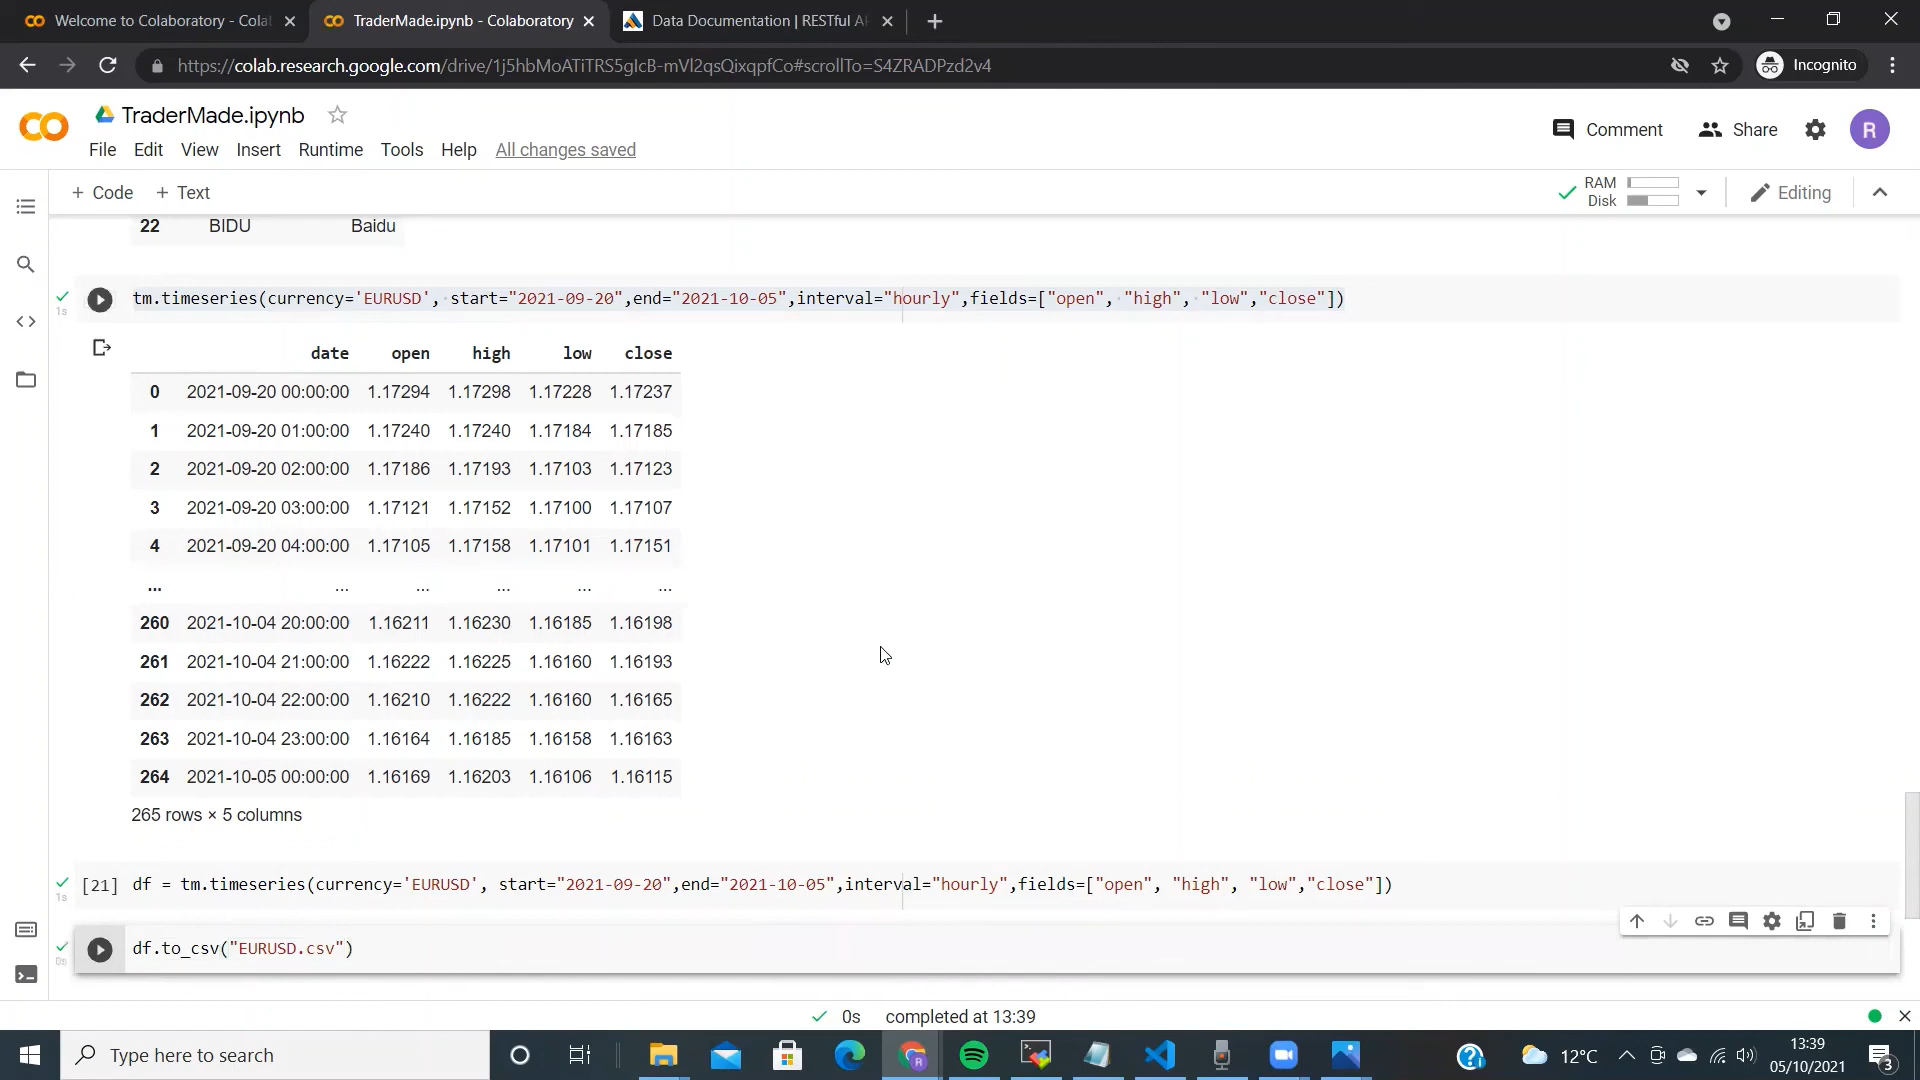 Welcome to Colaboratory - Cola
TraderMade.ipynb - Colaboratory
Data Documentation | RESTful A
https://colab.research.google.com/drive/1j5hbMoATiTRS5gIcB-mVl2qsQixqpfCo#scrollTo=S4ZRADPzd2v4
Incognito
TraderMade.ipynb
Comment
Share
R
File Edit View Insert Runtime Tools Help All changes saved
+ Code + Text
RAM
Disk
Editing
22 BIDU Baidu
tm.timeseries(currency='EURUSD', start="2021-09-20",end="2021-10-05",interval="hourly",fields=["open", "high", "low","close"])
1s
date open high low close
0 2021-09-20 00:00:00 1.17294 1.17298 1.17228 1.17237
1 2021-09-20 01:00:00 1.17240 1.17240 1.17184 1.17185
2 2021-09-20 02:00:00 1.17186 1.17193 1.17103 1.17123
3 2021-09-20 03:00:00 1.17121 1.17152 1.17100 1.17107
4 2021-09-20 04:00:00 1.17105 1.17158 1.17101 1.17151
... ... ... ... ... ...
260 2021-10-04 20:00:00 1.16211 1.16230 1.16185 1.16198
261 2021-10-04 21:00:00 1.16222 1.16225 1.16160 1.16193
262 2021-10-04 22:00:00 1.16210 1.16222 1.16160 1.16165
263 2021-10-04 23:00:00 1.16164 1.16185 1.16158 1.16163
264 2021-10-05 00:00:00 1.16169 1.16203 1.16106 1.16115
265 rows × 5 columns
[21] df = tm.timeseries(currency='EURUSD', start="2021-09-20",end="2021-10-05",interval="hourly",fields=["open", "high", "low","close"])
1s
df.to_csv("EURUSD.csv")
0s
0s completed at 13:39
Type here to search
12°C
13:39
05/10/2021
3